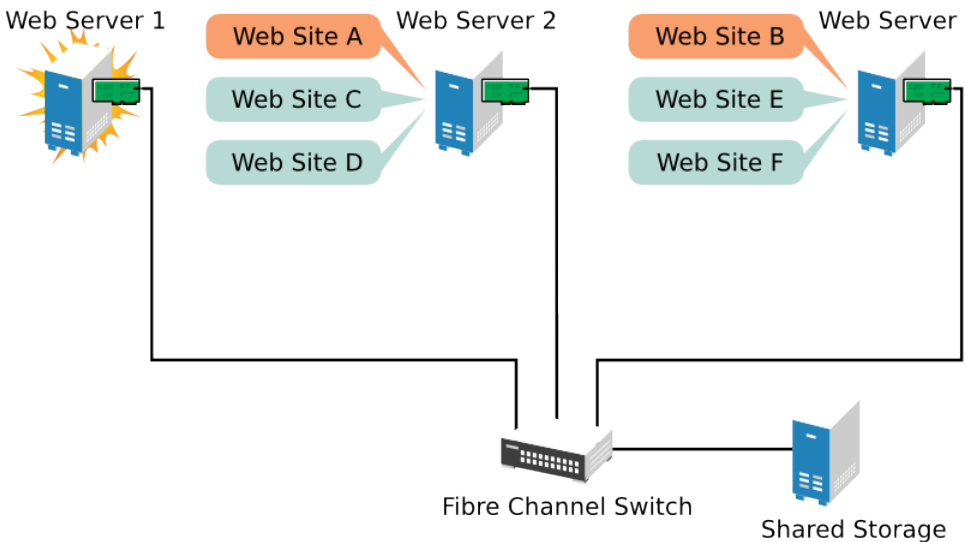 Web Server 1
Web Server 2
Web Server
Web Site A
Web Site B
Web Site C
Web Site E
Web Site D
Web Site F
Fibre Channel Switch
Shared Storage